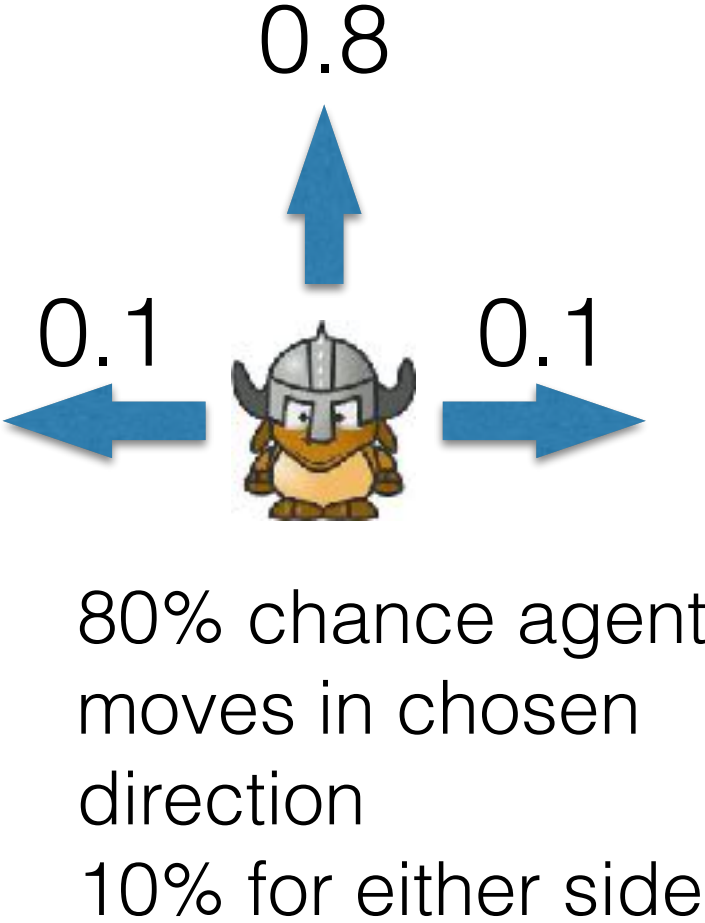 0.8
0.1 0.1
80% chance agent
moves in chosen
direction
10% for either side